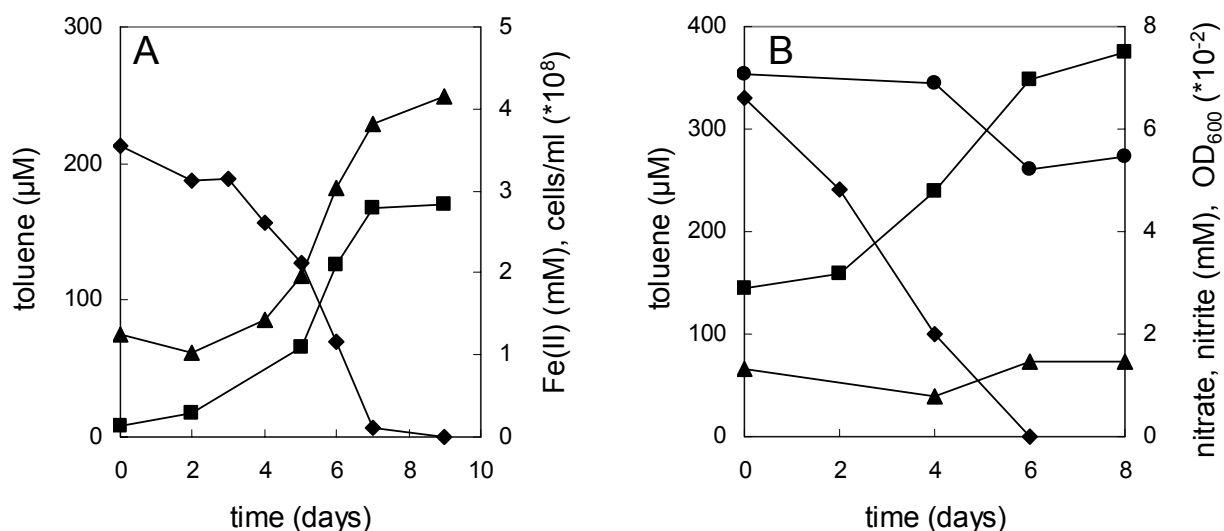 A
300
200
100
0
toluene (µM)
5
4
3
2
1
0
Fe(II) (mM), cells/ml (*10⁸)
0 2 4 6 8 10
time (days)
B
400
300
200
100
0
toluene (µM)
8
6
4
2
0
nitrate, nitrite (mM), OD₆₀₀ (*10⁻²)
0 2 4 6 8
time (days)